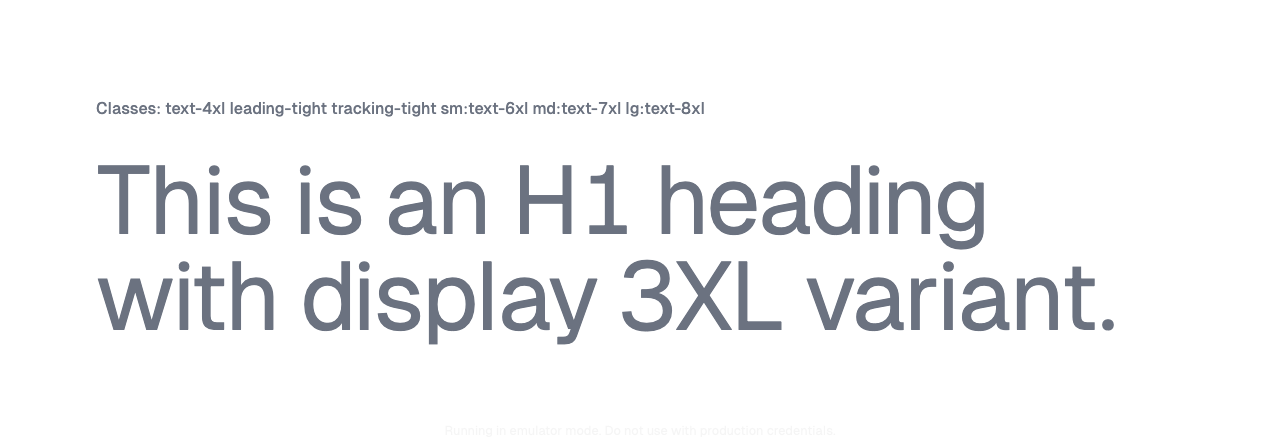 Classes: text-4xl leading-tight tracking-tight sm:text-6xl md:text-7xl lg:text-8xl
This is an H1 heading
with display 3XL variant.
Running in emulator mode. Do not use with production credentials.